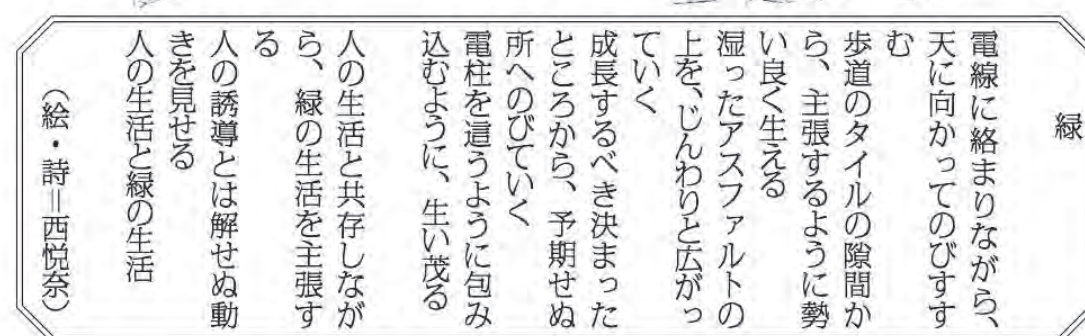 緑
電線に絡まりながら、
天に向かってのびすす
む
歩道のタイルの隙間か
ら、主張するように勢
い良く生える
湿ったアスファルトの
上を、じんわりと広がっ
ていく
成長するべき決まった
ところから、予期せぬ
所へのびていく
電柱を這うように包み
込むように、生い茂る
人の生活と共存しなが
ら、緑の生活を主張す
る
人の誘導とは解せぬ動
きを見せる
人の生活と緑の生活
（絵・詩＝西悦奈）